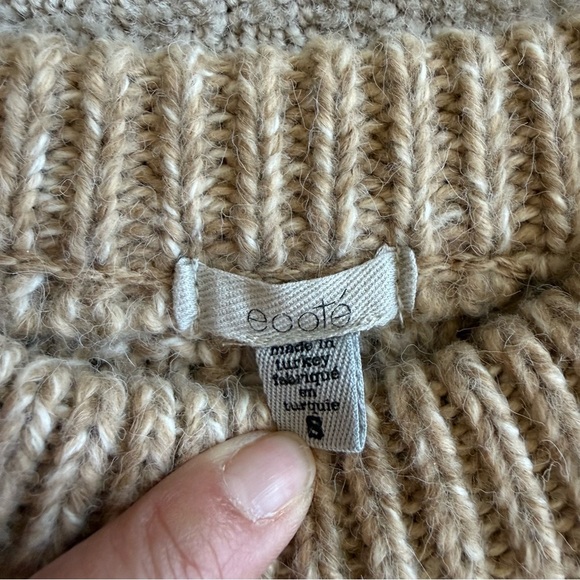 ecoté
made in
turkey
fabriqué
en
turquie
S